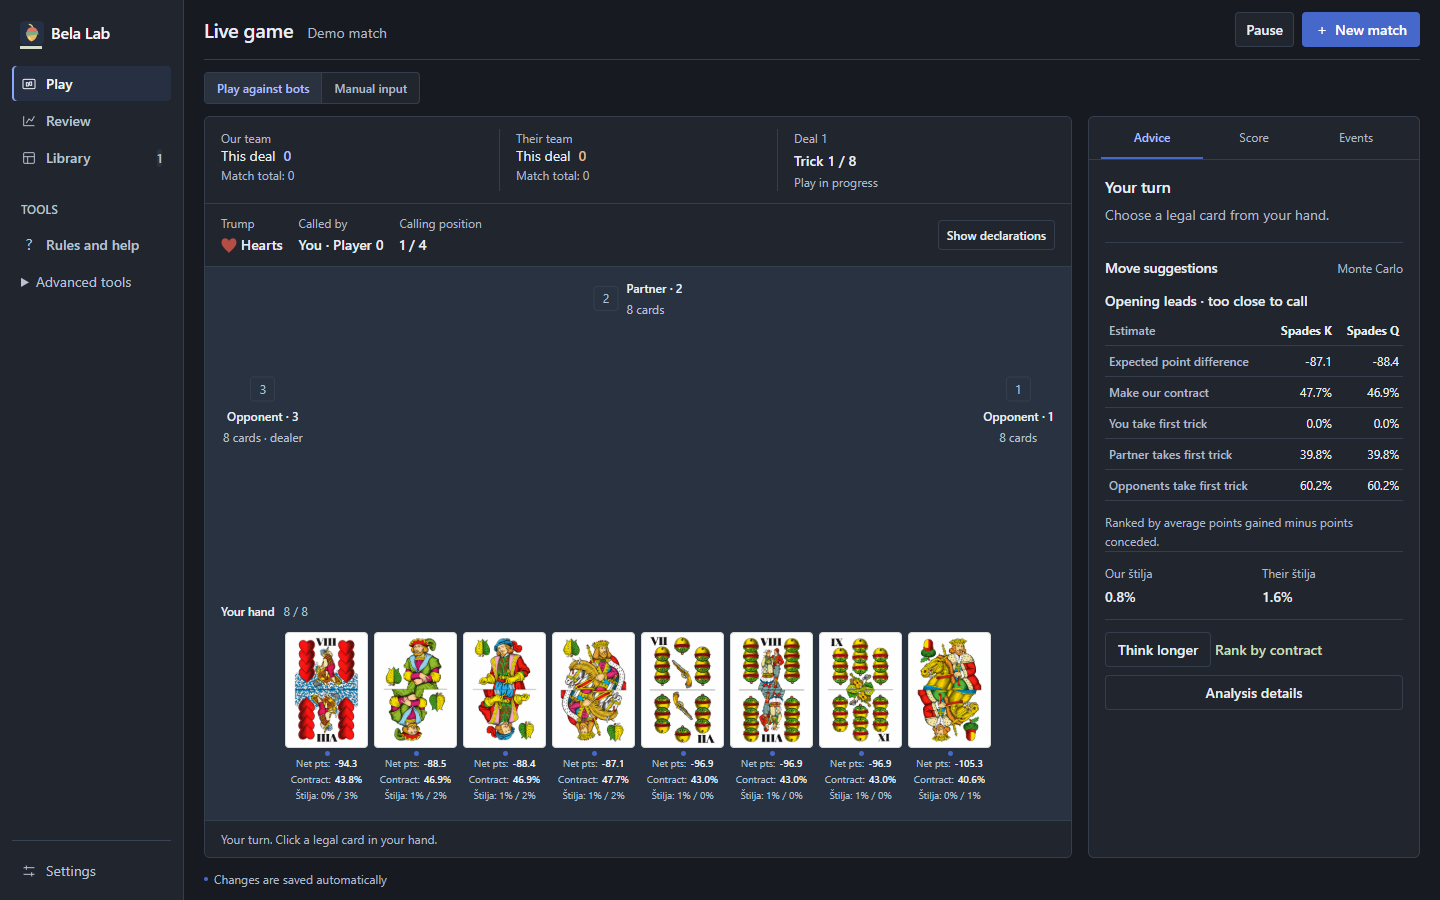 Bela Lab
Play
Review
Library 1
TOOLS
? Rules and help
Advanced tools
Settings
Live game Demo match
Pause
+ New match
Play against bots
Manual input
Our team
This deal 0
Match total: 0
Their team
This deal 0
Match total: 0
Deal 1
Trick 1 / 8
Play in progress
Trump
Hearts
Called by
You · Player 0
Calling position
1 / 4
Show declarations
2
Partner · 2
8 cards
3
Opponent · 3
8 cards · dealer
1
Opponent · 1
8 cards
Your hand 8 / 8
VIII
VIII
VII
VII
VIII
VIII
IX
IX
Net pts: -94.3
Contract: 43.8%
Štilja: 0% / 3%
Net pts: -88.5
Contract: 46.9%
Štilja: 1% / 2%
Net pts: -88.4
Contract: 46.9%
Štilja: 1% / 2%
Net pts: -87.1
Contract: 47.7%
Štilja: 1% / 2%
Net pts: -96.9
Contract: 43.0%
Štilja: 1% / 0%
Net pts: -96.9
Contract: 43.0%
Štilja: 1% / 0%
Net pts: -96.9
Contract: 43.0%
Štilja: 1% / 0%
Net pts: -105.3
Contract: 40.6%
Štilja: 0% / 1%
Your turn. Click a legal card in your hand.
Changes are saved automatically
Advice
Score
Events
Your turn
Choose a legal card from your hand.
Move suggestions Monte Carlo
Opening leads · too close to call
Estimate Spades K Spades Q
Expected point difference -87.1 -88.4
Make our contract 47.7% 46.9%
You take first trick 0.0% 0.0%
Partner takes first trick 39.8% 39.8%
Opponents take first trick 60.2% 60.2%
Ranked by average points gained minus points
conceded.
Our štilja
0.8%
Their štilja
1.6%
Think longer
Rank by contract
Analysis details